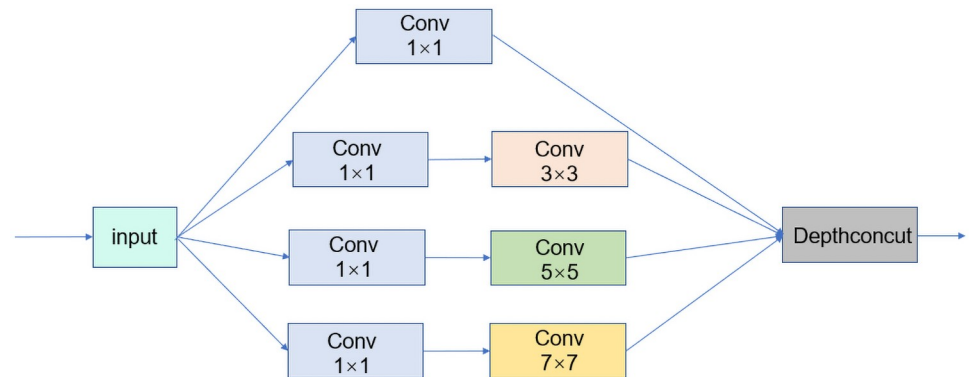 Conv
1×1
Conv
1×1
Conv
3×3
input
Conv
1×1
Conv
5×5
Depthconcut
Conv
1×1
Conv
7×7